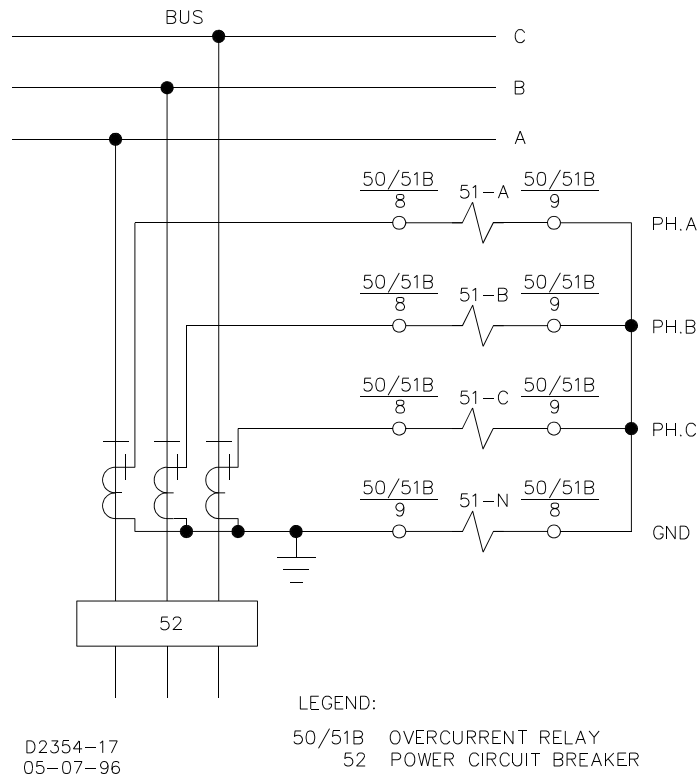 BUS
C
B
A
50/51B 51-A 50/51B
8 9
PH.A
50/51B 51-B 50/51B
8 9
PH.B
50/51B 51-C 50/51B
8 9
PH.C
50/51B 51-N 50/51B
9 8
GND
52
LEGEND:
50/51B OVERCURRENT RELAY
52 POWER CIRCUIT BREAKER
D2354-17
05-07-96